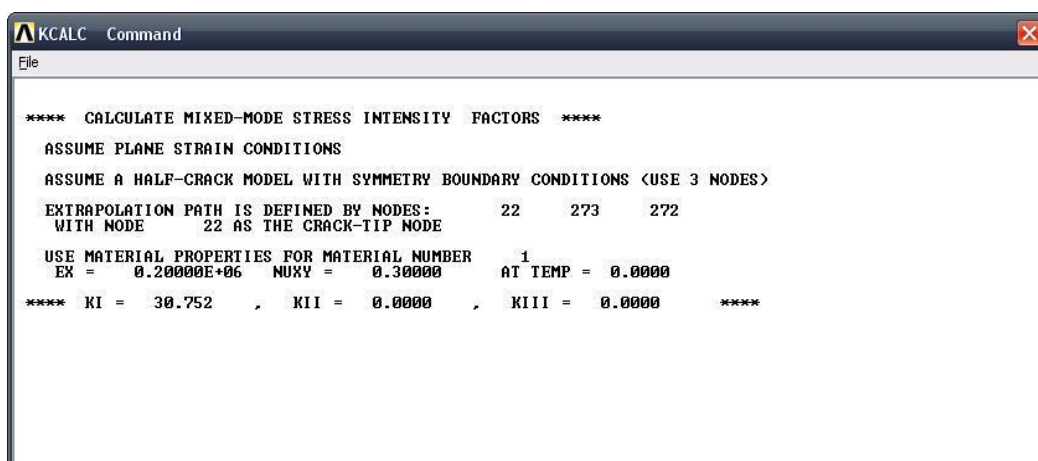 KCALC Command
File
**** CALCULATE MIXED-MODE STRESS INTENSITY FACTORS ****
ASSUME PLANE STRAIN CONDITIONS
ASSUME A HALF-CRACK MODEL WITH SYMMETRY BOUNDARY CONDITIONS (USE 3 NODES)
EXTRAPOLATION PATH IS DEFINED BY NODES: 22 273 272
WITH NODE 22 AS THE CRACK-TIP NODE
USE MATERIAL PROPERTIES FOR MATERIAL NUMBER 1
EX = 0.20000E+06 NUXY = 0.30000 AT TEMP = 0.0000
**** KI = 30.752 , KII = 0.0000 , KIII = 0.0000 ****